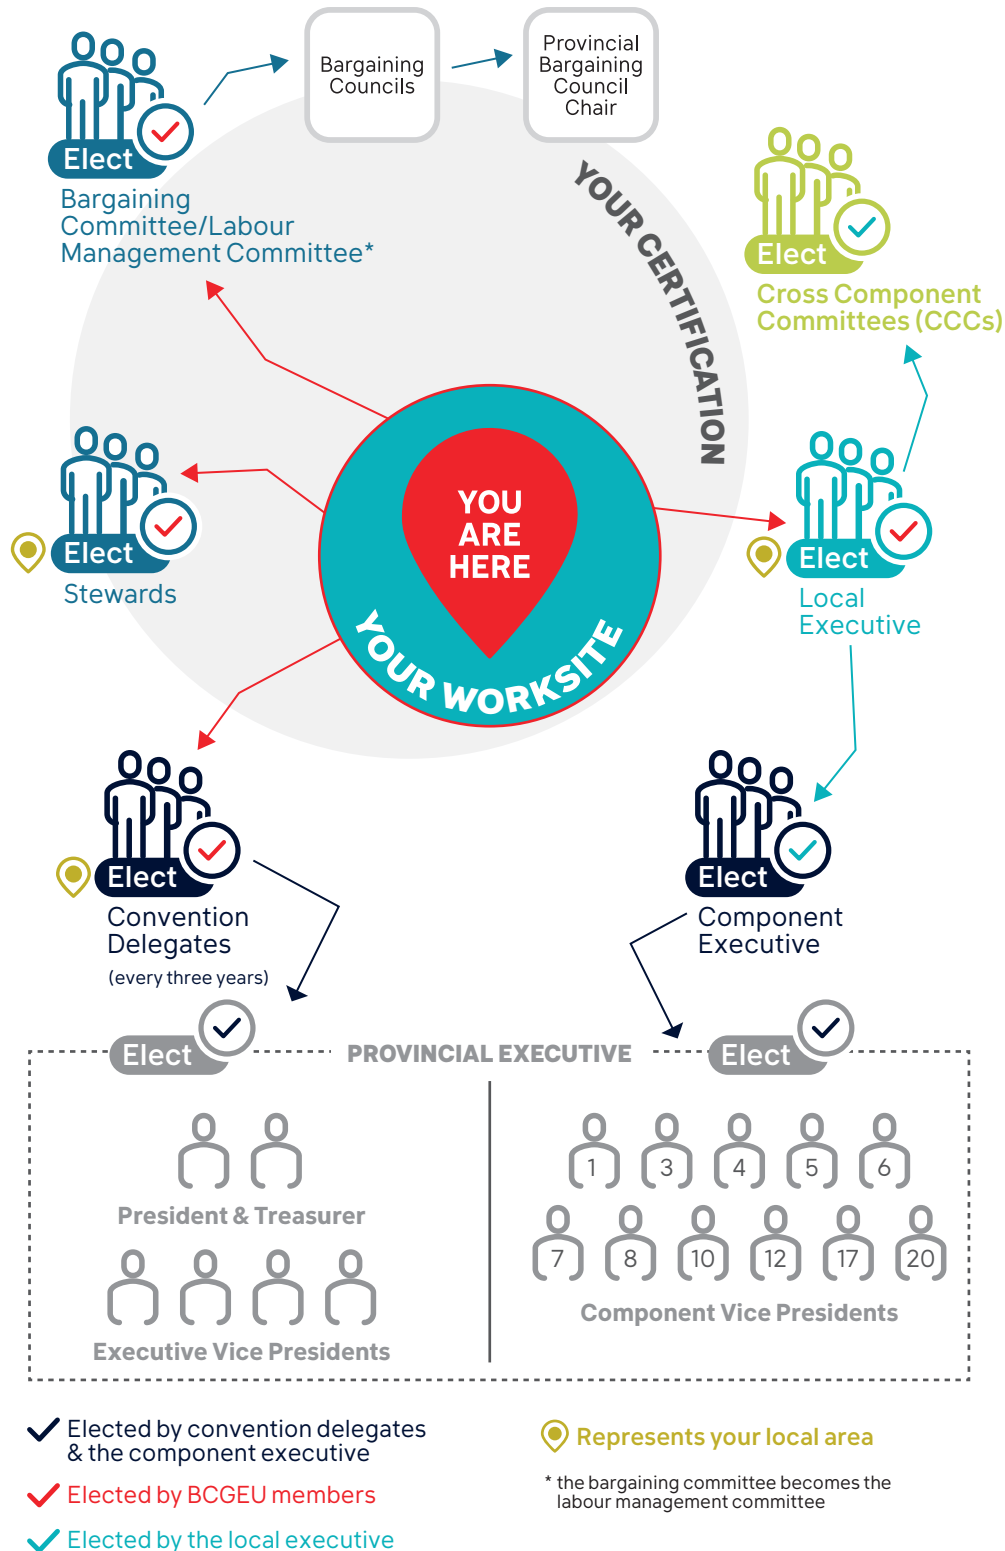 Bargaining
Councils
Provincial
Bargaining
Council
Chair
Elect
Bargaining
Committee/Labour
Management Committee*
YOUR CERTIFICATION
Elect
Cross Component
Committees (CCCs)
YOU
ARE
HERE
YOUR WORKSITE
Elect
Stewards
Elect
Local
Executive
Elect
Convention
Delegates
(every three years)
Elect
Component
Executive
Elect
PROVINCIAL EXECUTIVE
Elect
President & Treasurer
Executive Vice Presidents
1 3 4 5 6
7 8 10 12 17 20
Component Vice Presidents
Elected by convention delegates
& the component executive
Elected by BCGEU members
Elected by the local executive
Represents your local area
* the bargaining committee becomes the
labour management committee